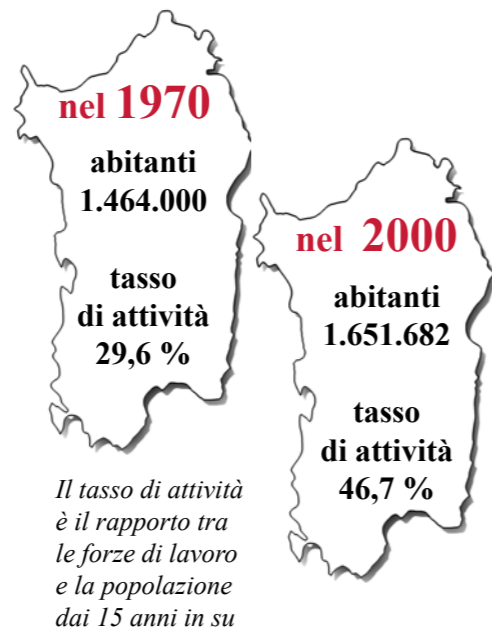 nel 1970
abitanti
1.464.000
tasso
di attività
29,6 %
nel 2000
abitanti
1.651.682
tasso
di attività
46,7 %
Il tasso di attività
è il rapporto tra
le forze di lavoro
e la popolazione
dai 15 anni in su